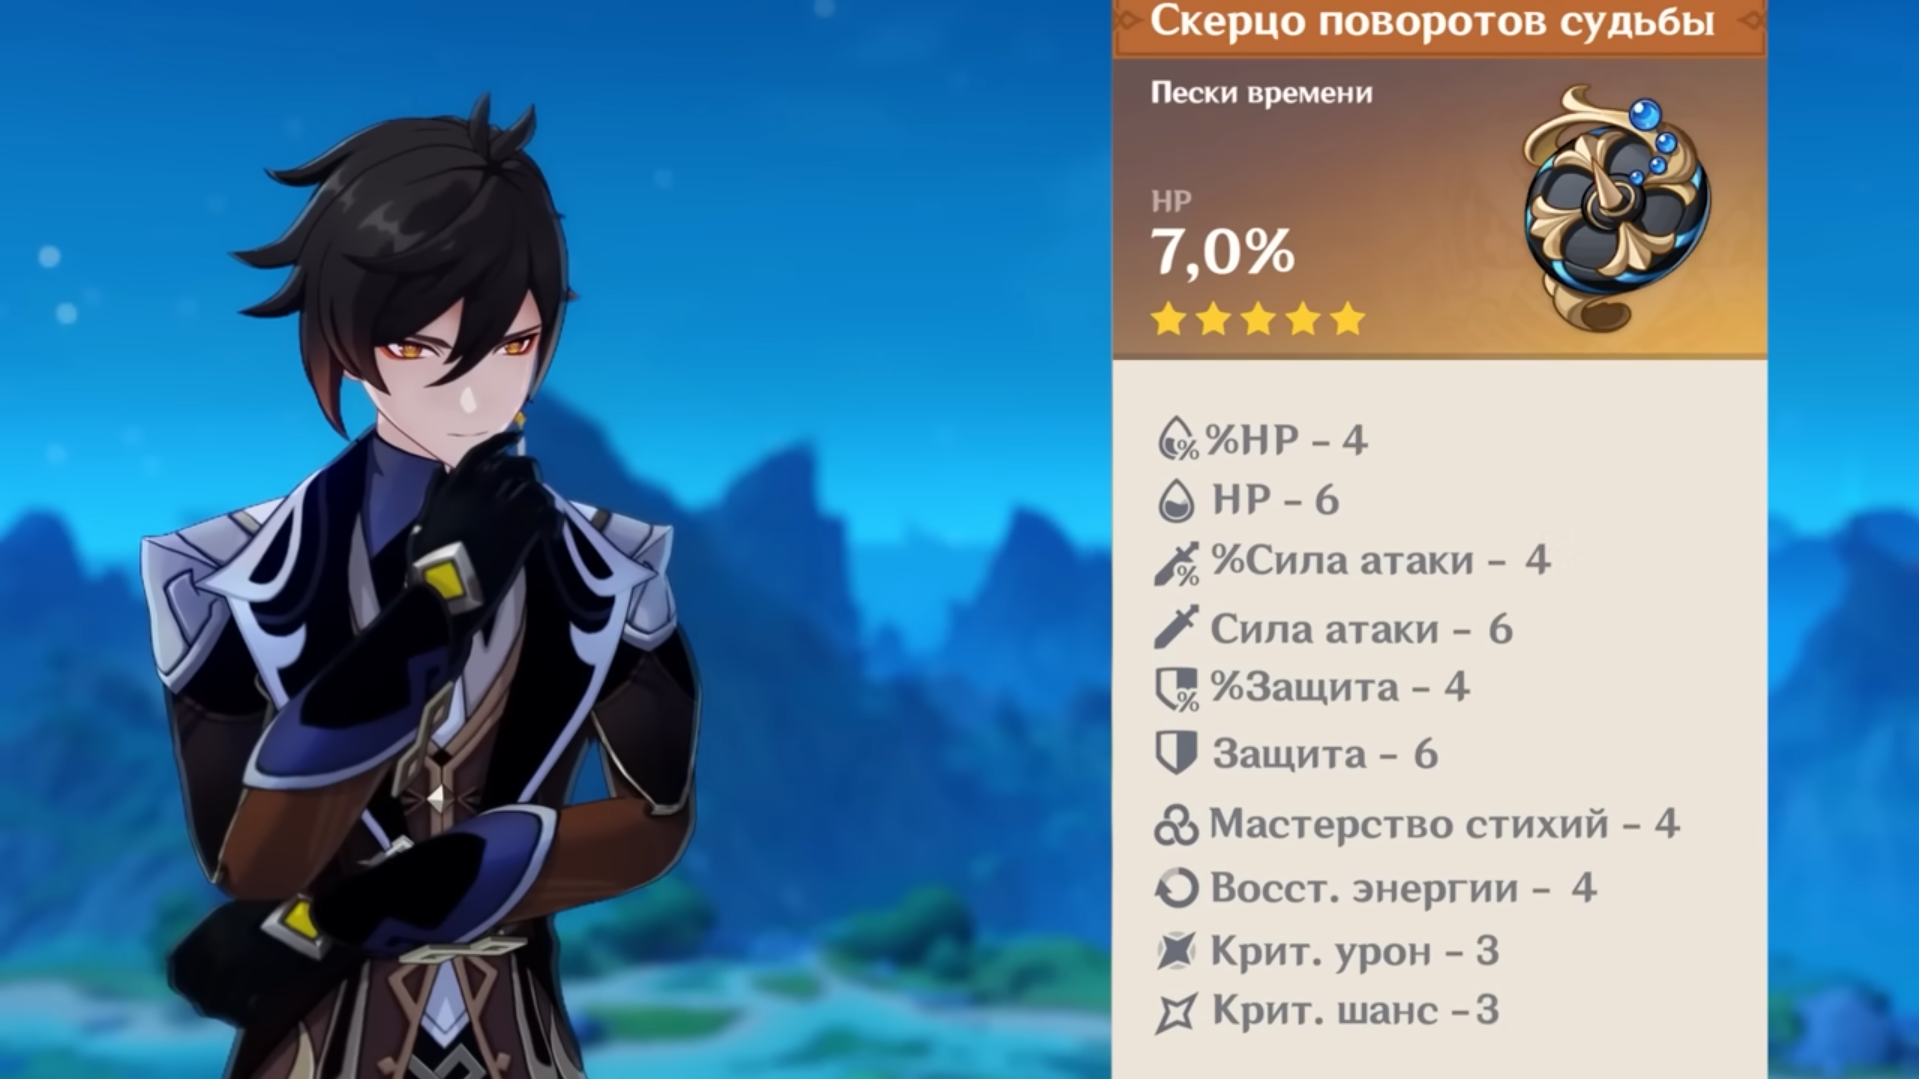 Скерцо поворотов судьбы
Пески времени
HP
7,0%
%HP – 4
HP – 6
%Сила атаки – 4
Сила атаки – 6
%Защита – 4
Защита – 6
Мастерство стихий – 4
Восст. энергии – 4
Крит. урон – 3
Крит. шанс –3